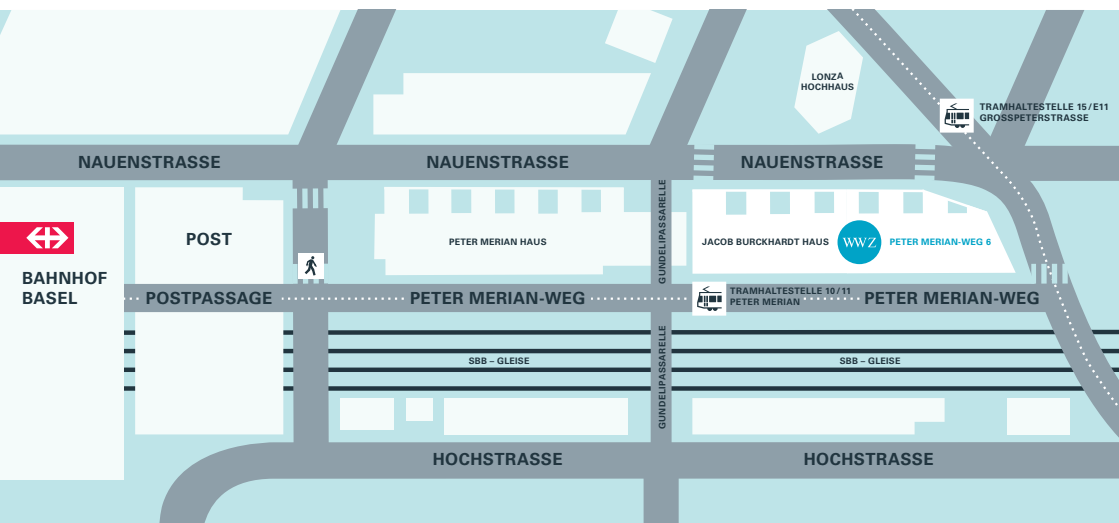 LONZA
HOCHHAUS
TRAMHALTESTELLE 15/E11
GROSSPETERSTRASSE
NAUENSTRASSE
NAUENSTRASSE
NAUENSTRASSE
GUNDELIPASSARELLE
POST
PETER MERIAN HAUS
JACOB BURCKHARDT HAUS
WWZ
PETER MERIAN-WEG 6
BAHNHOF
BASEL
POSTPASSAGE
PETER MERIAN-WEG
TRAMHALTESTELLE 10/11
PETER MERIAN
PETER MERIAN-WEG
GUNDELIPASSARELLE
SBB – GLEISE
SBB – GLEISE
HOCHSTRASSE
HOCHSTRASSE